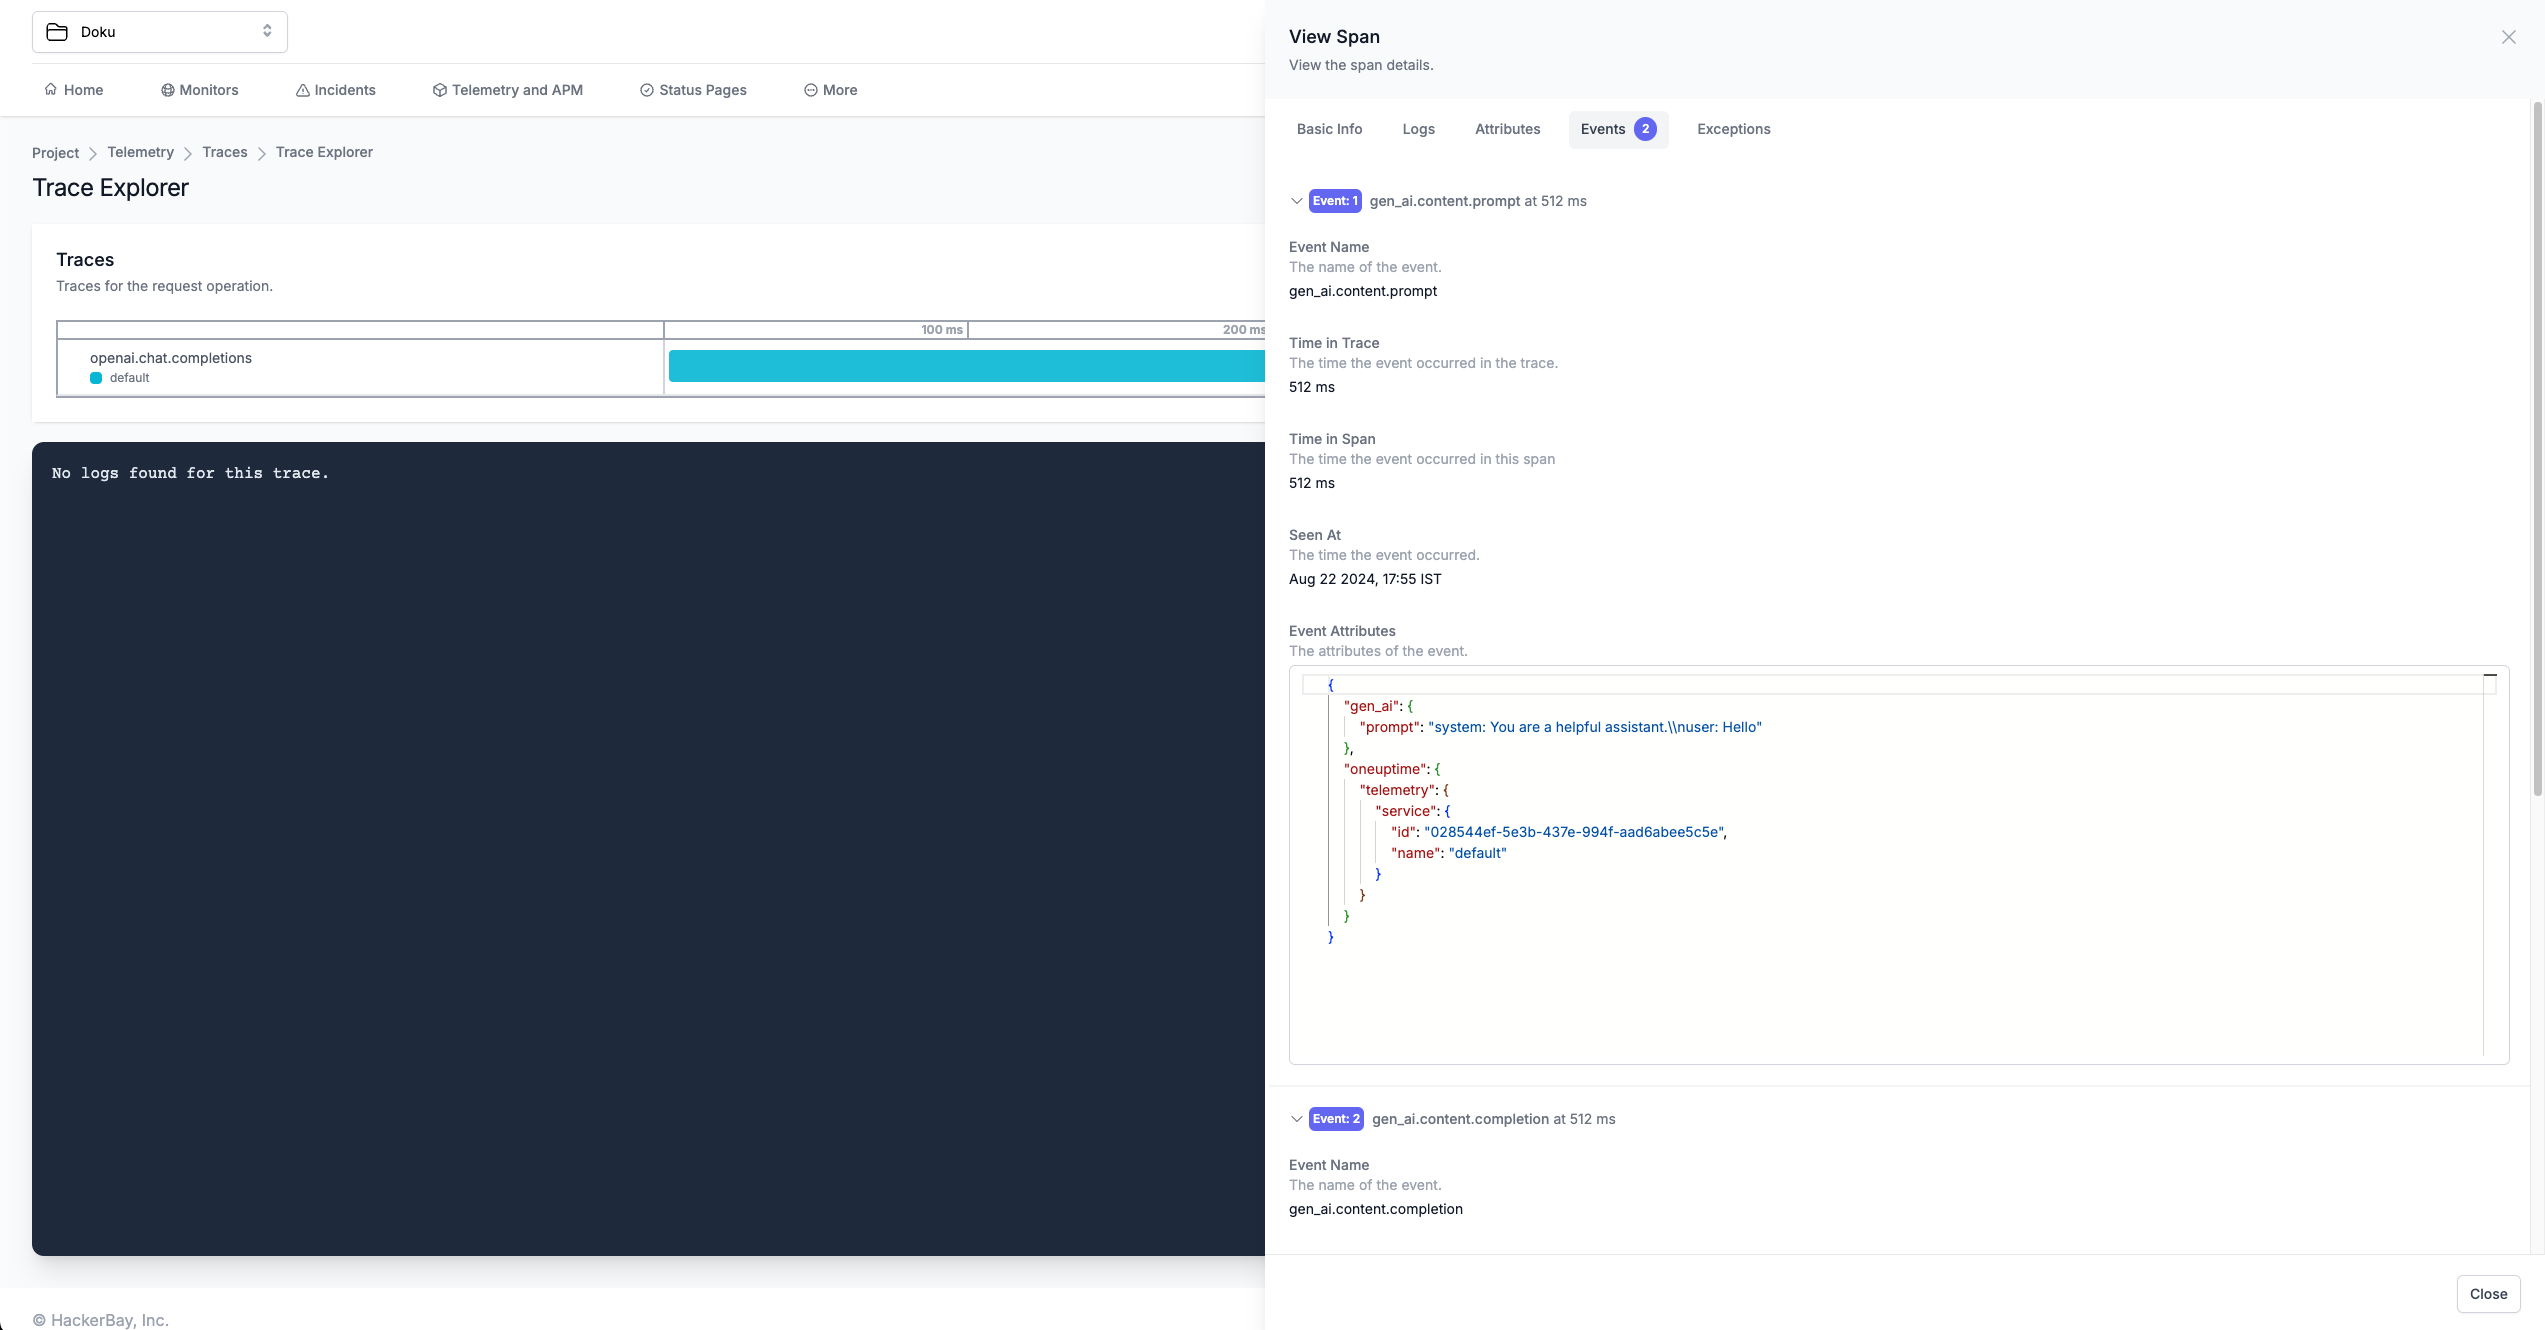 Doku
Home
Monitors
Incidents
Telemetry and APM
Status Pages
More
Project
Telemetry
Traces
Trace Explorer
Trace Explorer
Traces
Traces for the request operation.
100 ms
200 ms
openai.chat.completions
default
No logs found for this trace.
© HackerBay, Inc.
View Span
View the span details.
Basic Info
Logs
Attributes
Events 2
Exceptions
Event: 1 gen_ai.content.prompt at 512 ms
Event Name
The name of the event.
gen_ai.content.prompt
Time in Trace
The time the event occurred in the trace.
512 ms
Time in Span
The time the event occurred in this span
512 ms
Seen At
The time the event occurred.
Aug 22 2024, 17:55 IST
Event Attributes
The attributes of the event.
{
"gen_ai": {
"prompt": "system: You are a helpful assistant.\\nuser: Hello"
},
"oneuptime": {
"telemetry": {
"service": {
"id": "028544ef-5e3b-437e-994f-aad6abee5c5e",
"name": "default"
}
}
}
}
Event: 2 gen_ai.content.completion at 512 ms
Event Name
The name of the event.
gen_ai.content.completion
Close